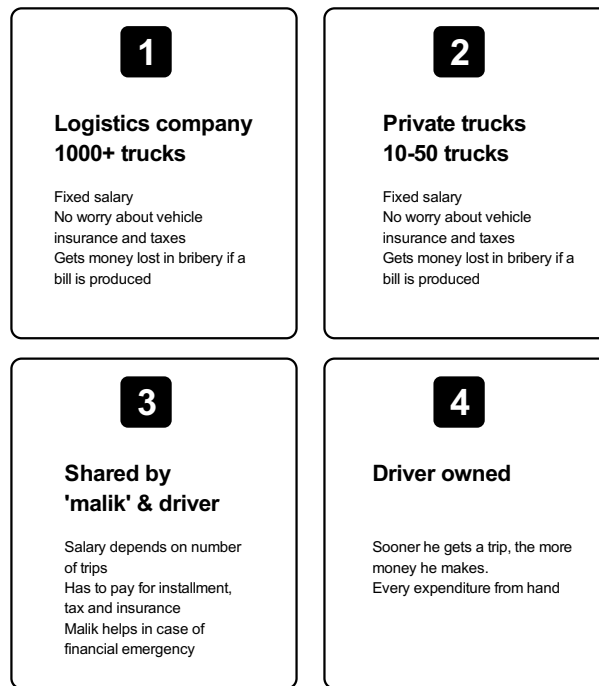 1
Logistics company
1000+ trucks
Fixed salary
No worry about vehicle
insurance and taxes
Gets money lost in bribery if a
bill is produced
2
Private trucks
10-50 trucks
Fixed salary
No worry about vehicle
insurance and taxes
Gets money lost in bribery if a
bill is produced
3
Shared by
'malik' & driver
Salary depends on number
of trips
Has to pay for installment,
tax and insurance
Malik helps in case of
financial emergency
4
Driver owned
Sooner he gets a trip, the more
money he makes.
Every expenditure from hand